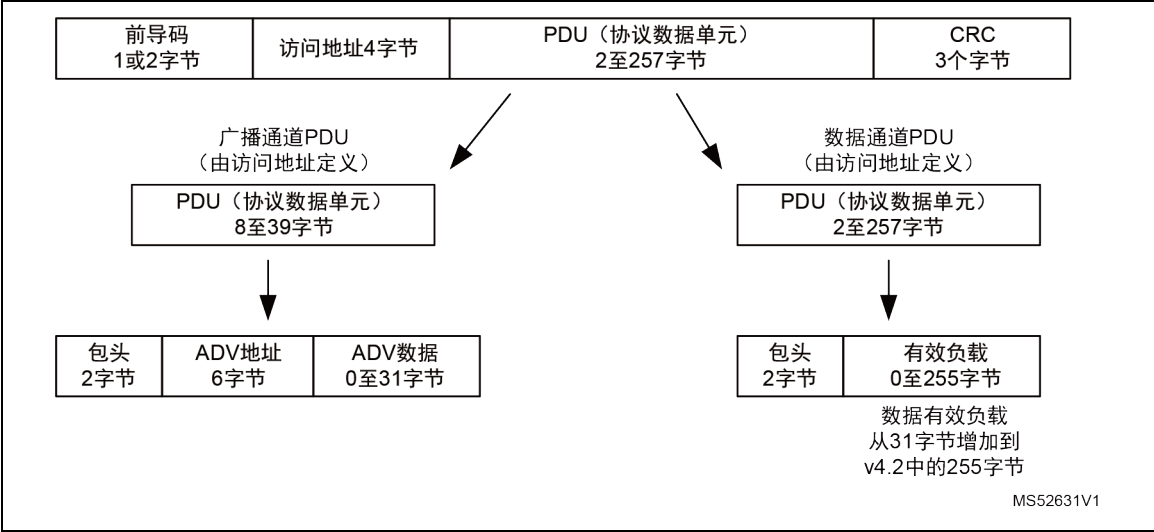 前导码
1或2字节
访问地址4字节
PDU（协议数据单元）
2至257字节
CRC
3个字节
广播通道PDU
（由访问地址定义）
PDU（协议数据单元）
8至39字节
包头
2字节
ADV地址
6字节
ADV数据
0至31字节
数据通道PDU
（由访问地址定义）
PDU（协议数据单元）
2至257字节
包头
2字节
有效负载
0至255字节
数据有效负载
从31字节增加到
v4.2中的255字节
MS52631V1